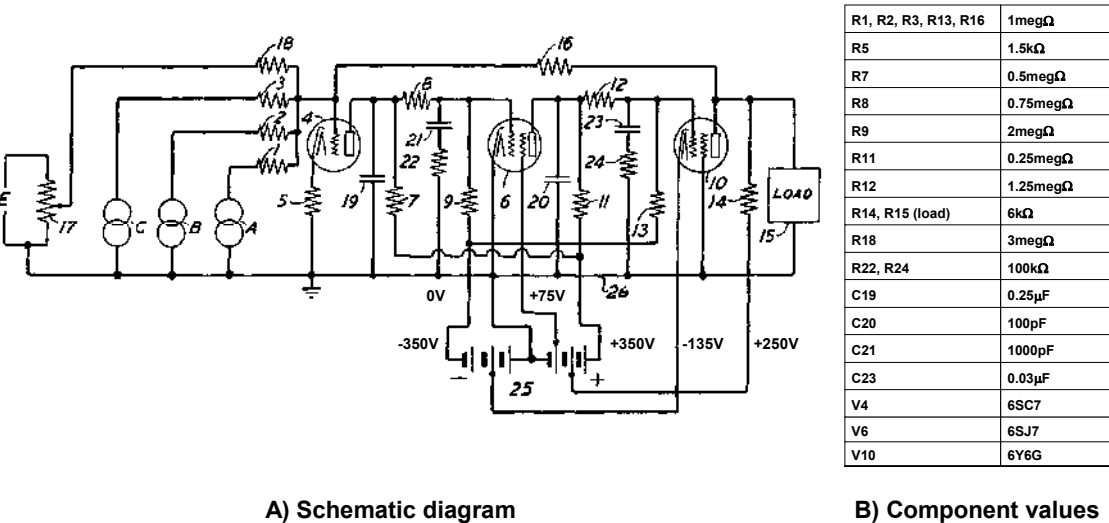 18
16
3
8
12
4
2
21
23
1
22
24
10
E
5
19
7
9
6
20
11
14
LOAD
17
C
B
A
13
15
26
0V
+75V
-350V
+350V
-135V
+250V
25
−
+
A) Schematic diagram
R1, R2, R3, R13, R16 1megΩ
R5 1.5kΩ
R7 0.5megΩ
R8 0.75megΩ
R9 2megΩ
R11 0.25megΩ
R12 1.25megΩ
R14, R15 (load) 6kΩ
R18 3megΩ
R22, R24 100kΩ
C19 0.25μF
C20 100pF
C21 1000pF
C23 0.03μF
V4 6SC7
V6 6SJ7
V10 6Y6G
B) Component values